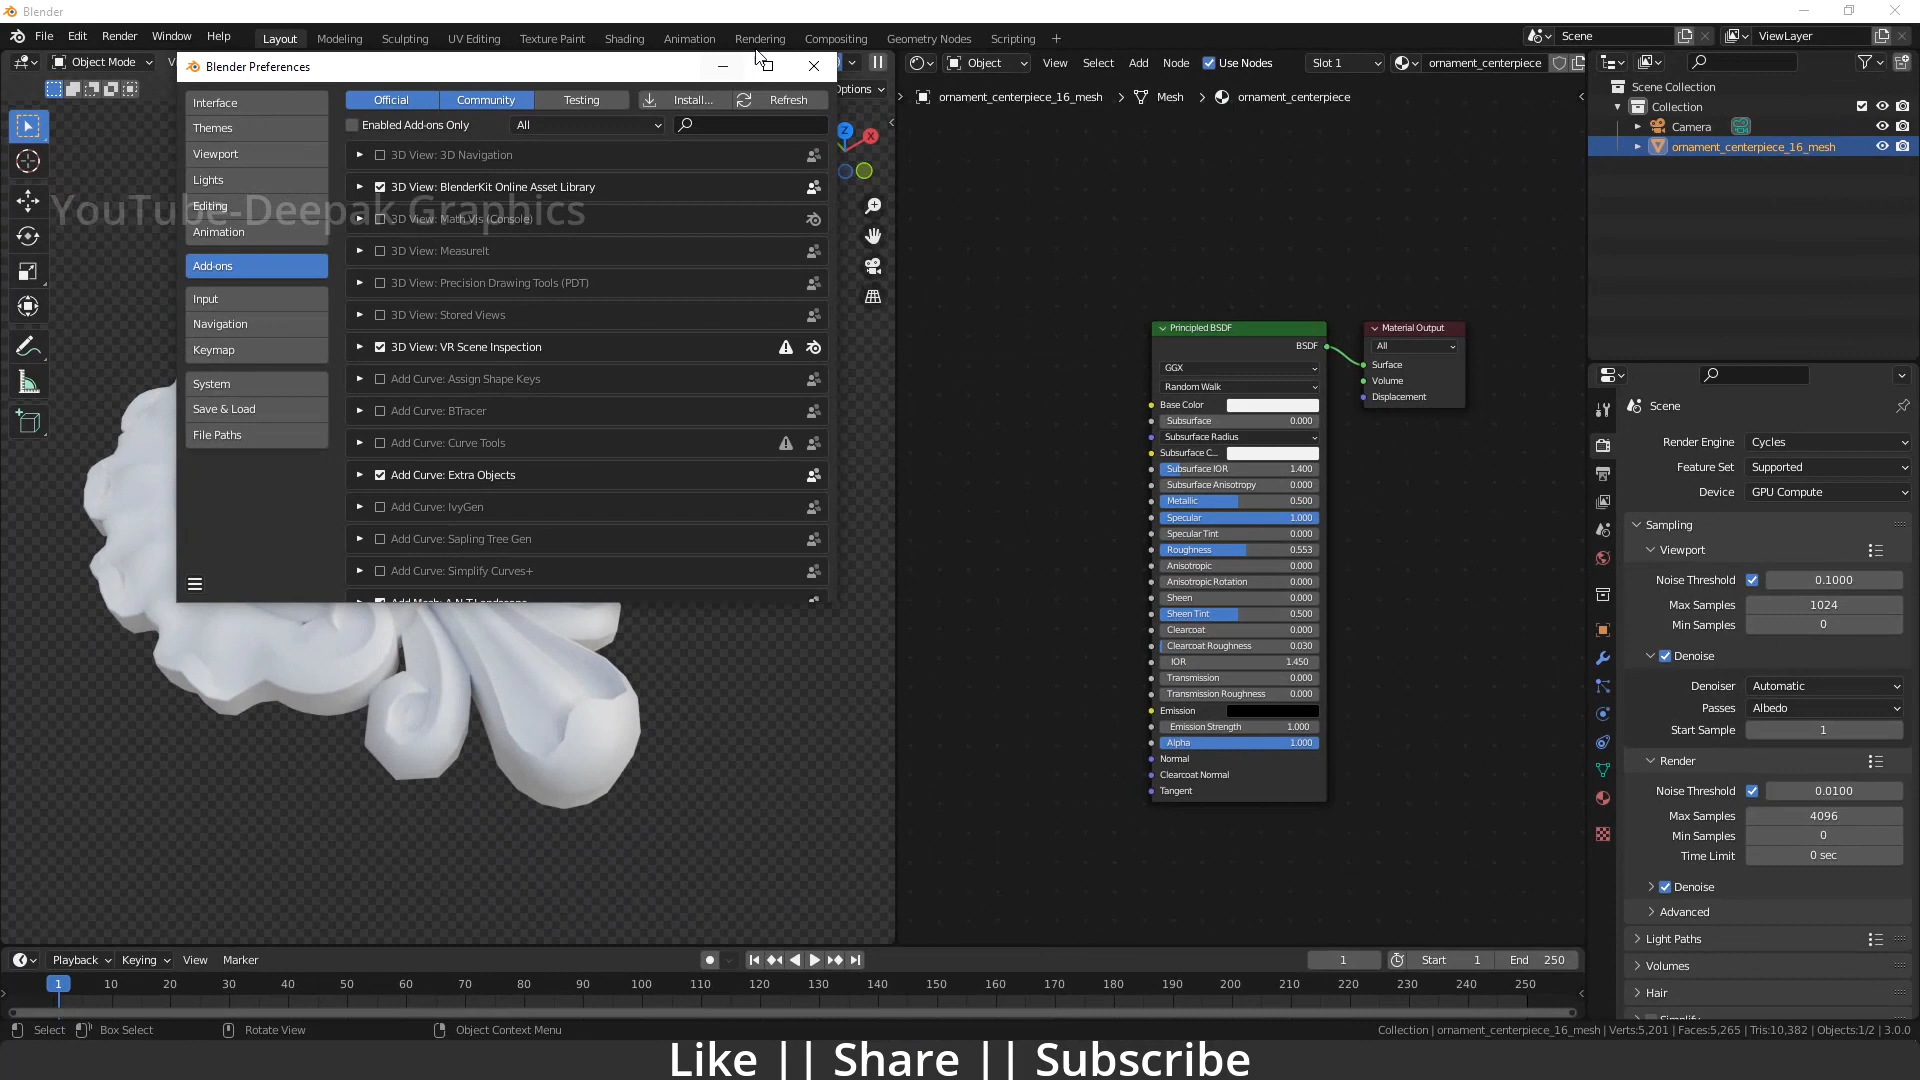 Blender
File Edit Render Window Help Layout Modeling Sculpting UV Editing Texture Paint Shading Animation Rendering Compositing Geometry Nodes Scripting + Scene ViewLayer
Object Mode Options
Blender Preferences
Interface
Themes
Viewport
Lights
Editing
Animation
Add-ons
Input
Navigation
Keymap
System
Save & Load
File Paths
Official Community Testing Install... Refresh
Enabled Add-ons Only All
3D View: 3D Navigation
3D View: BlenderKit Online Asset Library
3D View: Math Vis (Console)
3D View: MeasureIt
3D View: Precision Drawing Tools (PDT)
3D View: Stored Views
3D View: VR Scene Inspection
Add Curve: Assign Shape Keys
Add Curve: BTracer
Add Curve: Curve Tools
Add Curve: Extra Objects
Add Curve: IvyGen
Add Curve: Sapling Tree Gen
Add Curve: Simplify Curves+
Add Mesh: A.N.T.Landscape
YouTube-Deepak Graphics
Z X
Object View Select Add Node Use Nodes Slot 1 ornament_centerpiece
ornament_centerpiece_16_mesh > Mesh > ornament_centerpiece
Principled BSDF
BSDF
GGX
Random Walk
Base Color
Subsurface 0.000
Subsurface Radius
Subsurface C...
Subsurface IOR 1.400
Subsurface Anisotropy 0.000
Metallic 0.500
Specular 1.000
Specular Tint 0.000
Roughness 0.553
Anisotropic 0.000
Anisotropic Rotation 0.000
Sheen 0.000
Sheen Tint 0.500
Clearcoat 0.000
Clearcoat Roughness 0.030
IOR 1.450
Transmission 0.000
Transmission Roughness 0.000
Emission
Emission Strength 1.000
Alpha 1.000
Normal
Clearcoat Normal
Tangent
Material Output
All
Surface
Volume
Displacement
Scene Collection
Collection
Camera
ornament_centerpiece_16_mesh
Scene
Render Engine Cycles
Feature Set Supported
Device GPU Compute
Sampling
Viewport
Noise Threshold 0.1000
Max Samples 1024
Min Samples 0
Denoise
Denoiser Automatic
Passes Albedo
Start Sample 1
Render
Noise Threshold 0.0100
Max Samples 4096
Min Samples 0
Time Limit 0 sec
Denoise
Advanced
Light Paths
Volumes
Hair
Simplify
Playback Keying View Marker 1 Start 1 End 250
1 10 20 30 40 50 60 70 80 90 100 110 120 130 140 150 160 170 180 190 200 210 220 230 240 250
Select Box Select Rotate View Object Context Menu Collection | ornament_centerpiece_16_mesh | Verts:5,201 | Faces:5,265 | Tris:10,382 | Objects:1/2 | 3.0.0
Like || Share || Subscribe